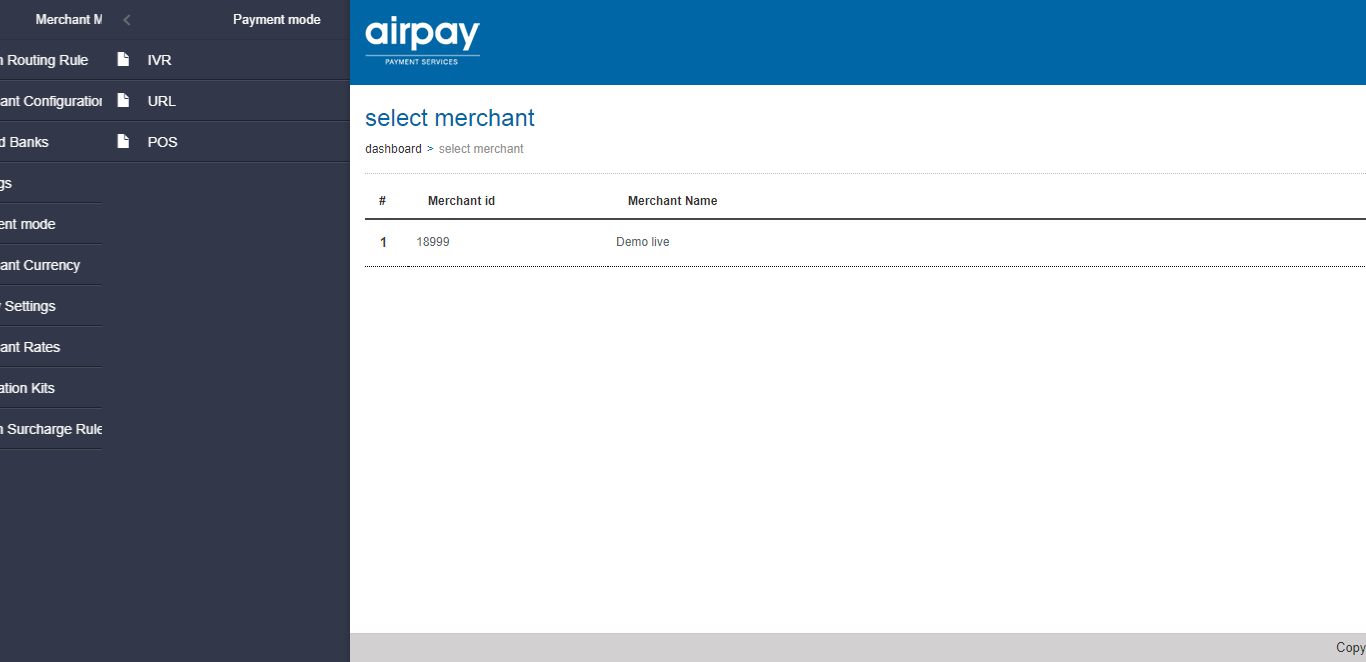 Merchant M
n Routing Rule
ant Configuration
d Banks
gs
ent mode
ant Currency
Settings
ant Rates
ation Kits
n Surcharge Rule
Payment mode
IVR
URL
POS
airpay
PAYMENT SERVICES
select merchant
dashboard > select merchant
# Merchant id Merchant Name
1 18999 Demo live
Copy